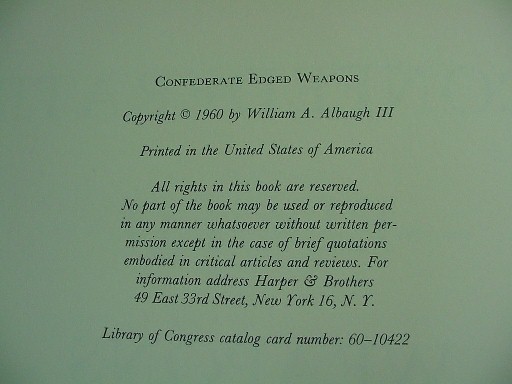 CONFEDERATE EDGED WEAPONS
Copyright © 1960 by William A. Albaugh III
Printed in the United States of America
All rights in this book are reserved.
No part of the book may be used or reproduced
in any manner whatsoever without written per-
mission except in the case of brief quotations
embodied in critical articles and reviews. For
information address Harper & Brothers
49 East 33rd Street, New York 16, N. Y.
Library of Congress catalog card number: 60–10422